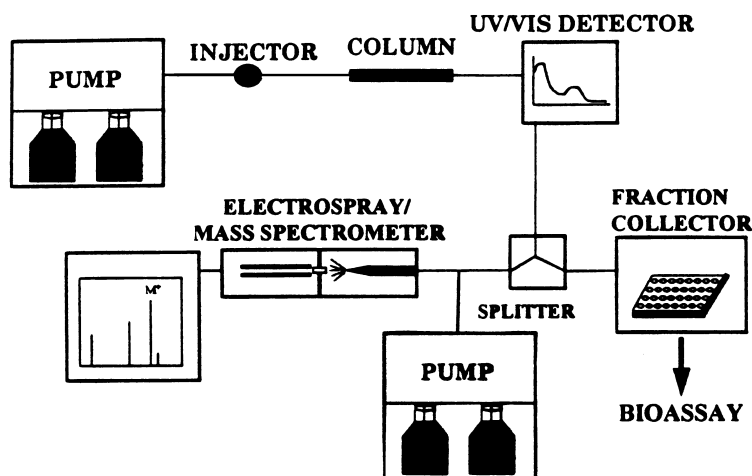 UV/VIS DETECTOR
COLUMN
INJECTOR
PUMP
ELECTROSPRAY/
MASS SPECTROMETER
FRACTION
COLLECTOR
M+
SPLITTER
PUMP
BIOASSAY